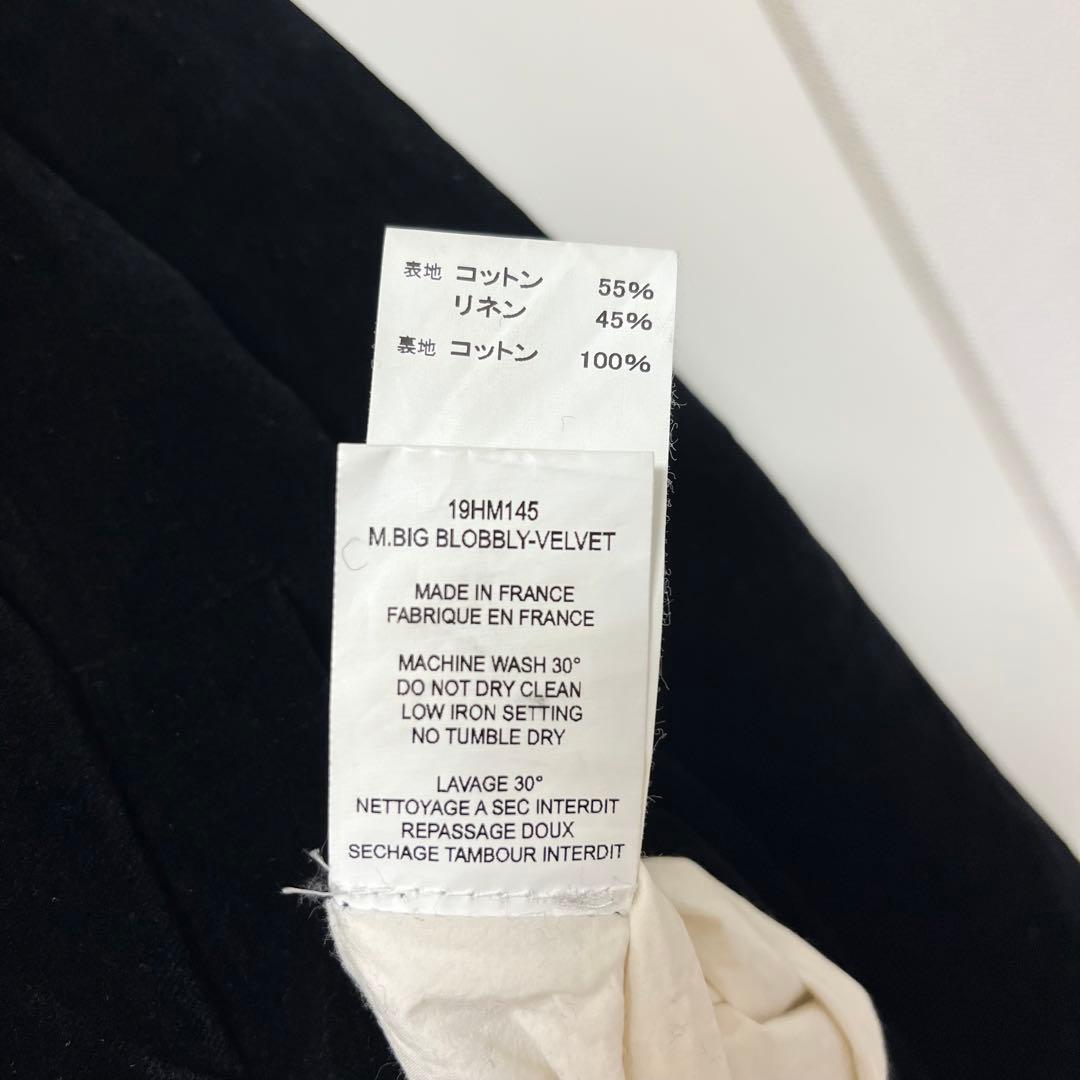 表地 コットン 55%
リネン 45%
裏地 コットン 100%
19HM145
M.BIG BLOBBLY-VELVET
MADE IN FRANCE
FABRIQUE EN FRANCE
MACHINE WASH 30°
DO NOT DRY CLEAN
LOW IRON SETTING
NO TUMBLE DRY
LAVAGE 30°
NETTOYAGE A SEC INTERDIT
REPASSAGE DOUX
SECHAGE TAMBOUR INTERDIT